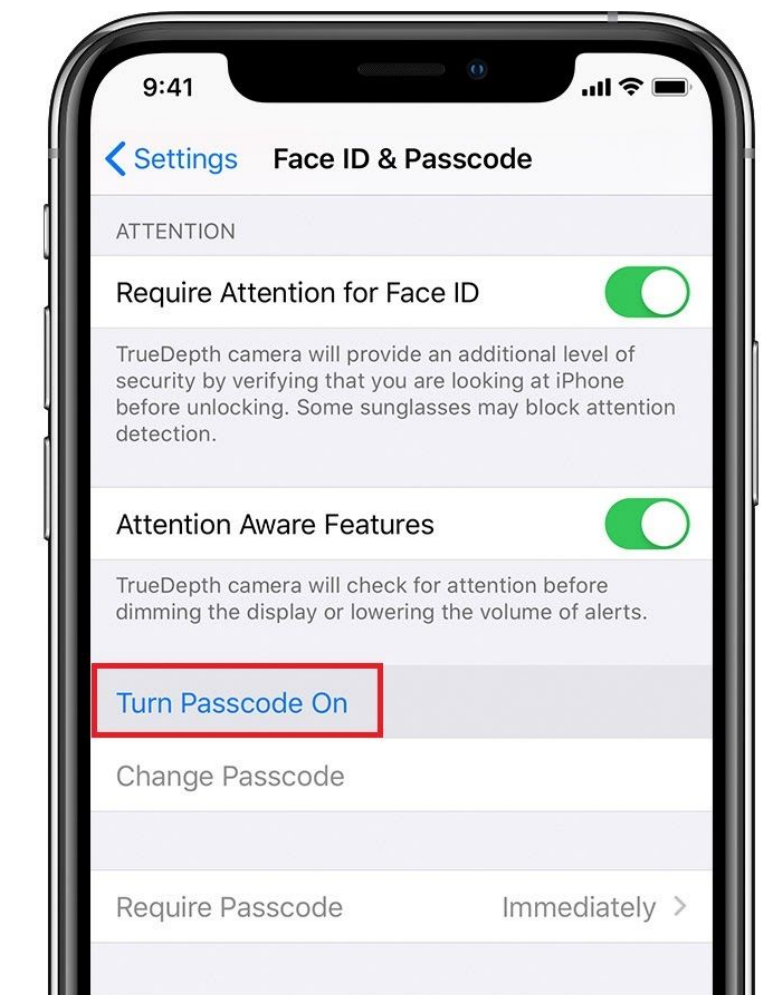 9:41
Settings Face ID & Passcode
ATTENTION
Require Attention for Face ID
TrueDepth camera will provide an additional level of
security by verifying that you are looking at iPhone
before unlocking. Some sunglasses may block attention
detection.
Attention Aware Features
TrueDepth camera will check for attention before
dimming the display or lowering the volume of alerts.
Turn Passcode On
Change Passcode
Require Passcode Immediately